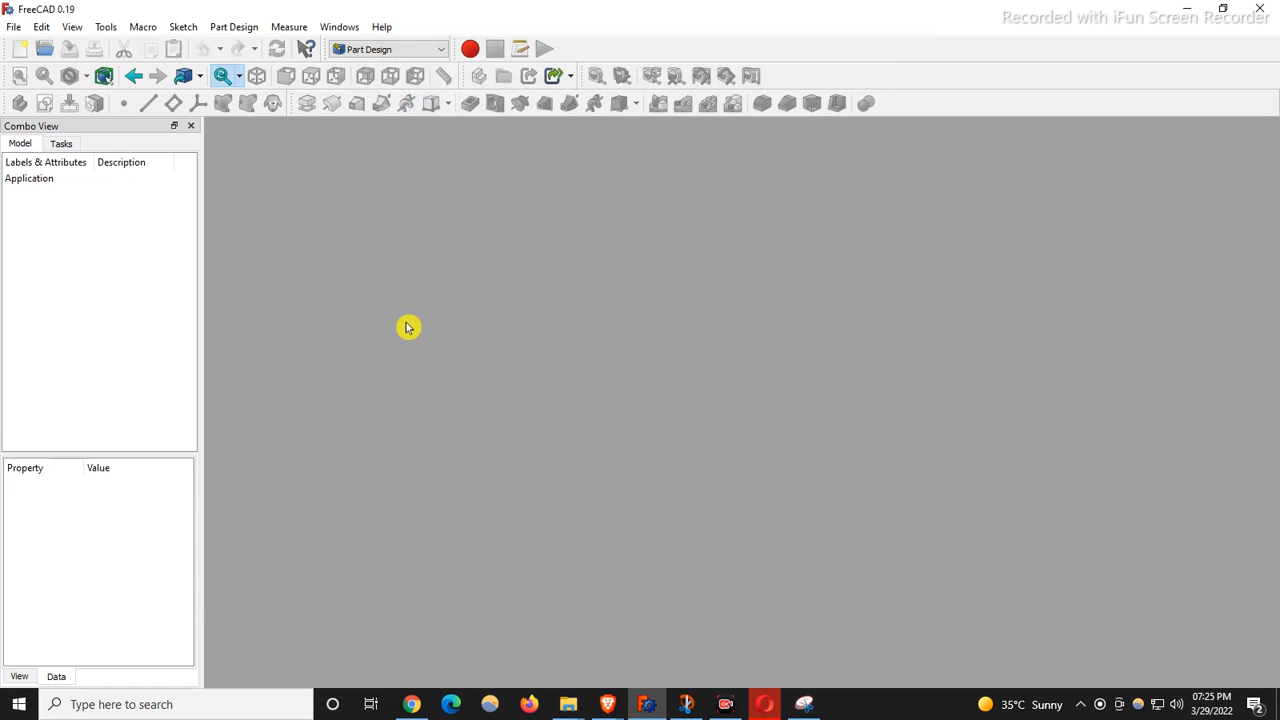 FreeCAD 0.19
Recorded with iFun Screen Recorder
File Edit View Tools Macro Sketch Part Design Measure Windows Help
Part Design
Combo View
Model Tasks
Labels & Attributes Description
Application
Property Value
View Data
Type here to search
35°C Sunny
07:25 PM
3/29/2022
2